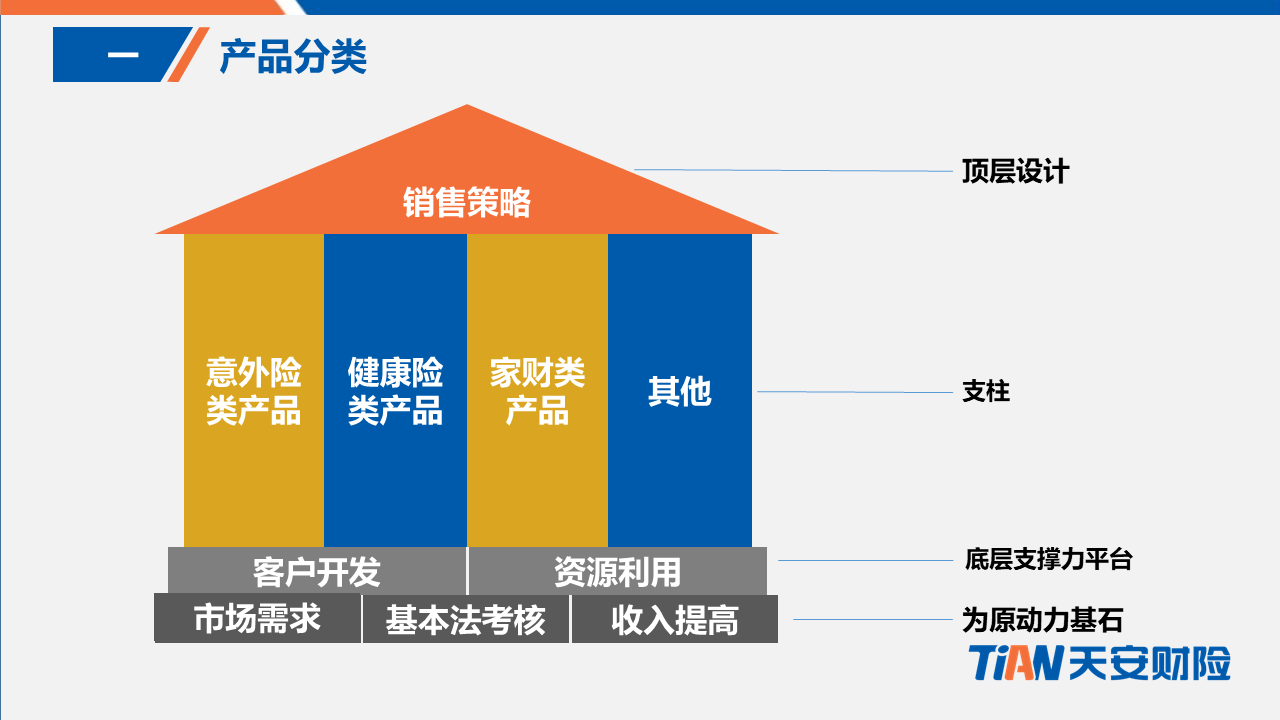 一
产品分类
销售策略
顶层设计
意外险
类产品
健康险
类产品
家财类
产品
其他
支柱
客户开发
资源利用
底层支撑力平台
市场需求
基本法考核
收入提高
为原动力基石
TiAN天安财险